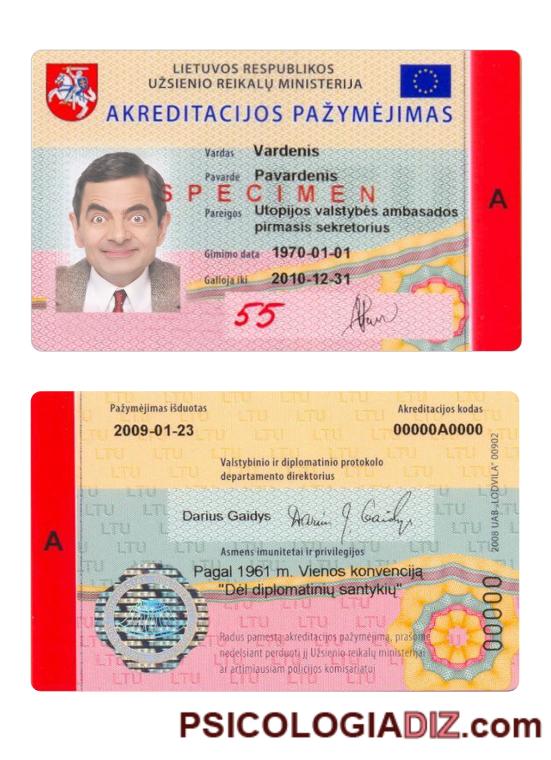 LIETUVOS RESPUBLIKOS
UŽSIENIO REIKALŲ MINISTERIJA
AKREDITACIJOS PAŽYMĖJIMAS
Vardas Vardenis
Pavardė Pavardenis
SPECIMEN
Pareigos Utopijos valstybės ambasados
pirmasis sekretorius
Gimimo data 1970-01-01
Galioja iki 2010-12-31
55
A
Pažymėjimas išduotas
2009-01-23
Akreditacijos kodas
00000A0000
Valstybinio ir diplomatinio protokolo
departamento direktorius
Darius Gaidys
Asmens imunitetai ir privilegijos
Pagal 1961 m. Vienos konvenciją
"Dėl diplomatinių santykių"
Radus pamestą akreditacijos pažymėjimą, prašome
nedelsiant perduoti jį Užsienio reikalų ministerijai
ar artimiausiam policijos komisariatui
A
2008 UAB „LODVILA" 00902
00000
LTU
PSICOLOGIADIZ.com